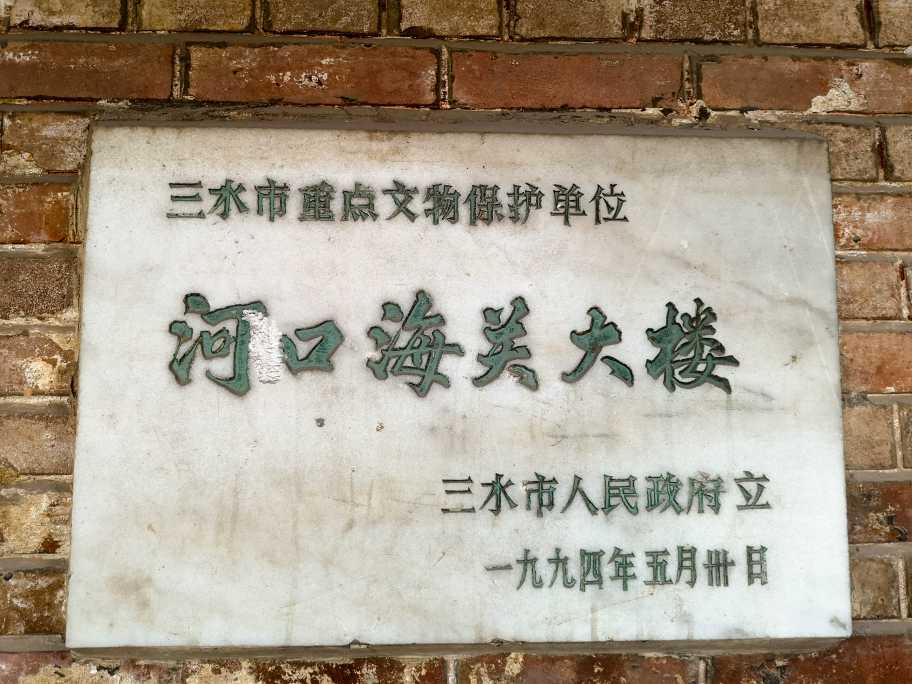 三水市重点文物保护单位
河口海关大楼
三水市人民政府立
一九九四年五月卅日